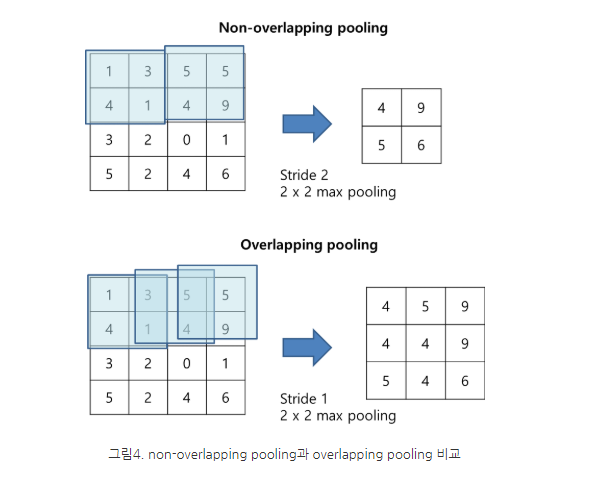 Non-overlapping pooling
1 3 5 5
4 1 4 9
3 2 0 1
5 2 4 6
4 9
5 6
Stride 2
2 x 2 max pooling
Overlapping pooling
1 3 5 5
4 1 4 9
3 2 0 1
5 2 4 6
4 5 9
4 4 9
5 4 6
Stride 1
2 x 2 max pooling
그림4. non-overlapping pooling과 overlapping pooling 비교